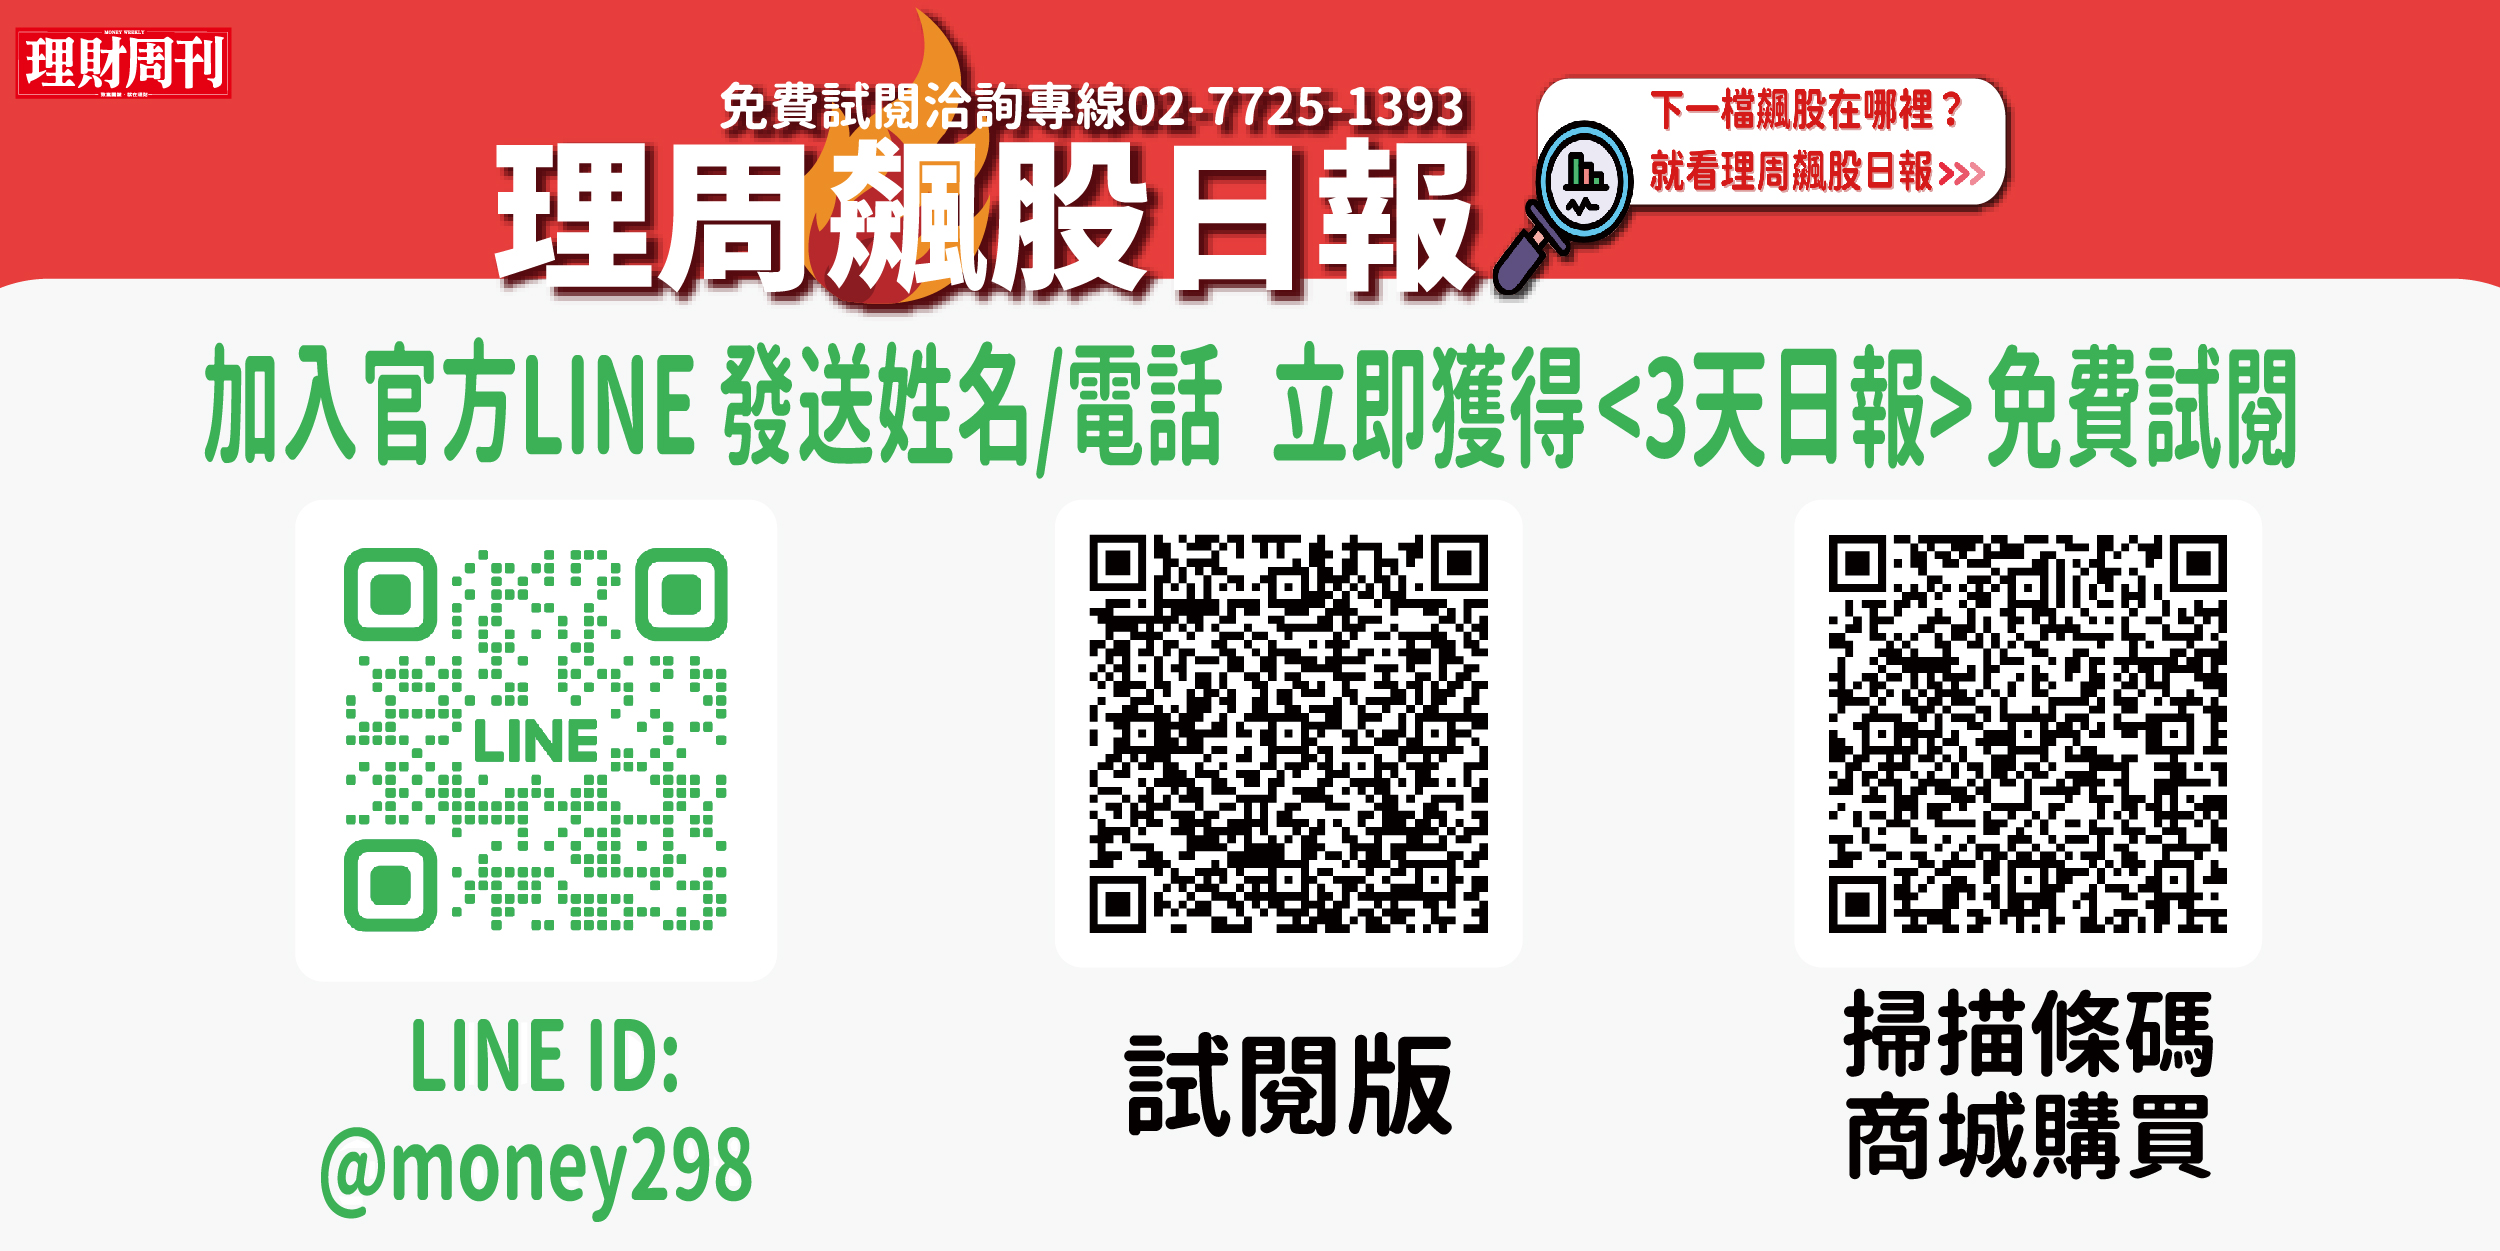 MONEY WEEKLY
理財周刊
免費試閱洽詢專線02-7725-1393
理周飆股日報
下一檔飆股在哪裡？
就看理周飆股日報>>>
加入官方LINE 發送姓名/電話 立即獲得<3天日報>免費試閱
LINE
LINE ID:
@money298
試閱版
掃描條碼
商城購買